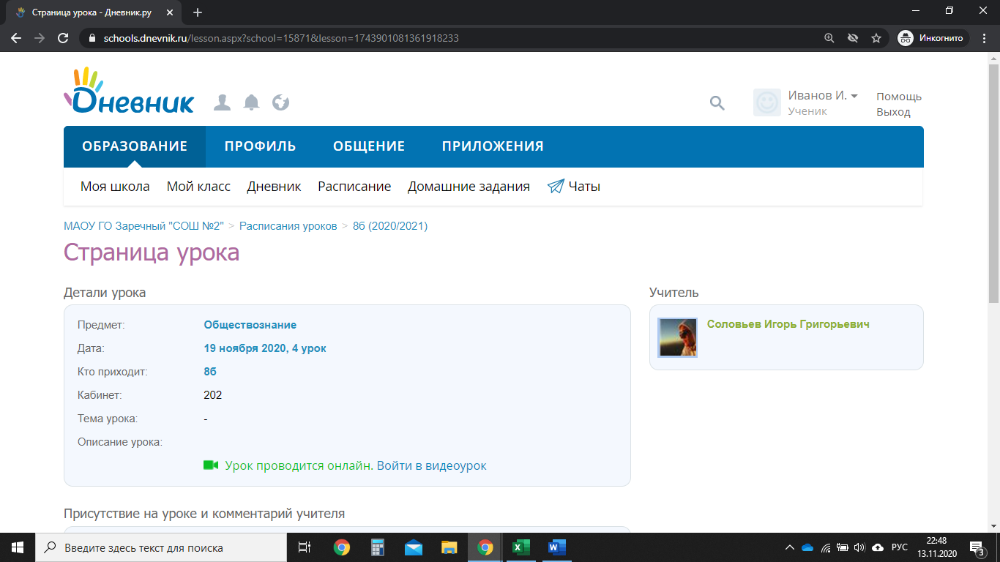 Страница урока - Дневник.ру
schools.dnevnik.ru/lesson.aspx?school=15871&lesson=1743901081361918233
Инкогнито
Дневник
Иванов И.
Ученик
Помощь
Выход
ОБРАЗОВАНИЕ ПРОФИЛЬ ОБЩЕНИЕ ПРИЛОЖЕНИЯ
Моя школа Мой класс Дневник Расписание Домашние задания Чаты
МАОУ ГО Заречный "СОШ №2" > Расписания уроков > 8б (2020/2021)
Страница урока
Детали урока
Предмет: Обществознание
Дата: 19 ноября 2020, 4 урок
Кто приходит: 8б
Кабинет: 202
Тема урока: -
Описание урока:
Урок проводится онлайн. Войти в видеоурок
Учитель
Соловьев Игорь Григорьевич
Присутствие на уроке и комментарий учителя
Введите здесь текст для поиска
РУС
22:48
13.11.2020
3